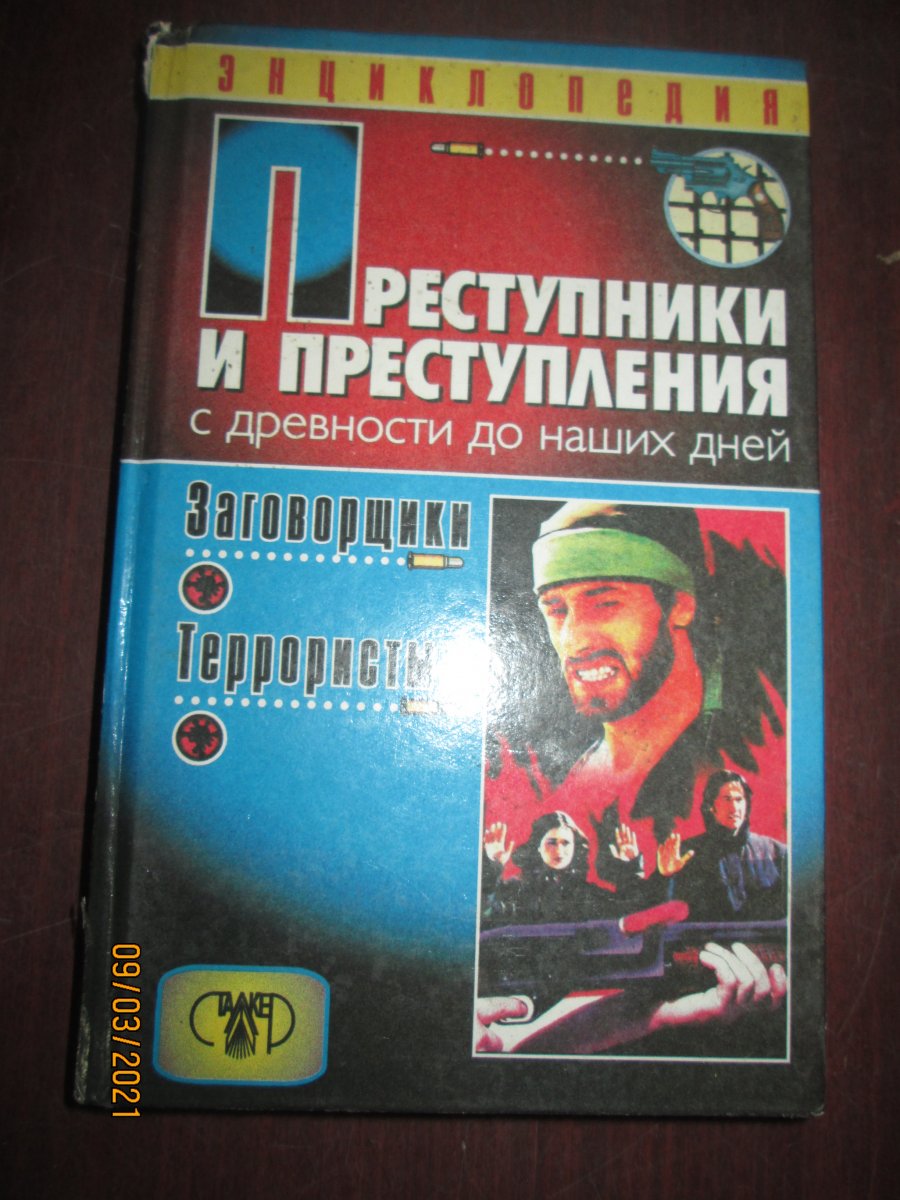 ЭНЦИКЛОПЕДИЯ
ПРЕСТУПНИКИ
И ПРЕСТУПЛЕНИЯ
с древности до наших дней
Заговорщики
Террористы
СТАЛКЕР
09/03/2021